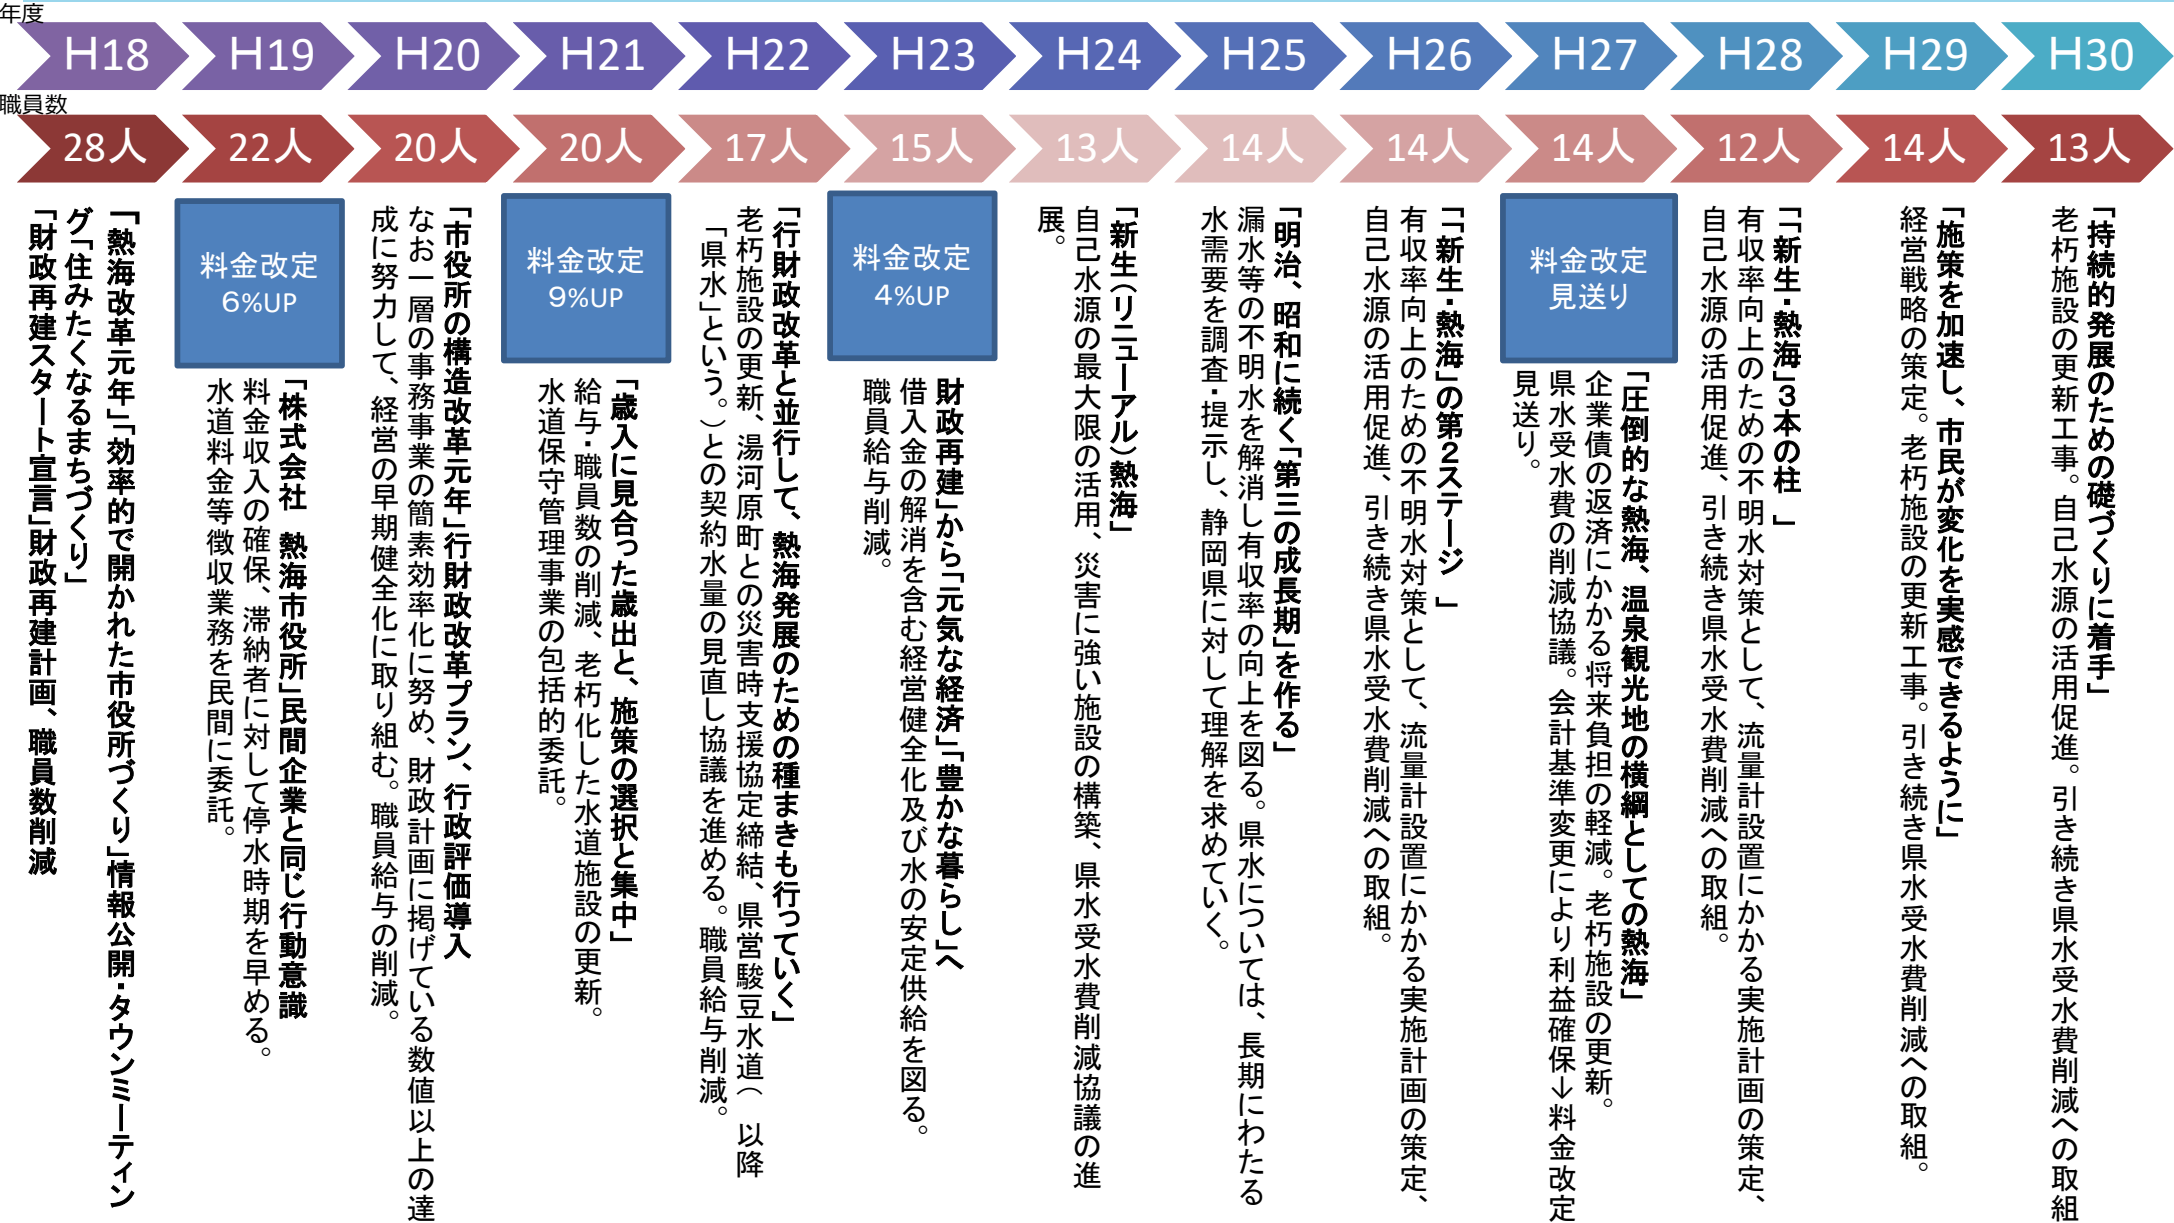 年度
H18
H19
H20
H21
H22
H23
H24
H25
H26
H27
H28
H29
H30
職員数
28人
22人
20人
20人
17人
15人
13人
14人
14人
14人
12人
14人
13人
「熱海改革元年」「効率的で開かれた市役所づくり」情報公開・タウンミーティン
グ「住みたくなるまちづくり」
「財政再建スタート宣言」財政再建計画、職員数削減
料金改定
6%UP
「株式会社　熱海市役所」民間企業と同じ行動意識
料金収入の確保、滞納者に対して停水時期を早める。
水道料金等徴収業務を民間に委託。
「市役所の構造改革元年」行財政改革プラン、行政評価導入
なお一層の事務事業の簡素効率化に努め、財政計画に掲げている数値以上の達
成に努力して、経営の早期健全化に取り組む。職員給与の削減。
料金改定
9%UP
「歳入に見合った歳出と、施策の選択と集中」
給与・職員数の削減、老朽化した水道施設の更新。
水道保守管理事業の包括的委託。
「行財政改革と並行して、熱海発展のための種まきも行っていく」
老朽施設の更新、湯河原町との災害時支援協定締結、県営駿豆水道（　以降
「県水」という。）との契約水量の見直し協議を進める。職員給与削減。
料金改定
4%UP
財政再建」から「元気な経済」「豊かな暮らし」へ
借入金の解消を含む経営健全化及び水の安定供給を図る。
職員給与削減。
「新生（リニューアル）熱海」
自己水源の最大限の活用、災害に強い施設の構築、県水受水費削減協議の進
展。
「明治、昭和に続く「第三の成長期」を作る」
漏水等の不明水を解消し有収率の向上を図る。県水については、長期にわたる
水需要を調査・提示し、静岡県に対して理解を求めていく。
「「新生・熱海」の第２ステージ　」
有収率向上のための不明水対策として、流量計設置にかかる実施計画の策定、
自己水源の活用促進、引き続き県水受水費削減への取組。
料金改定
見送り
「圧倒的な熱海、温泉観光地の横綱としての熱海」
企業債の返済にかかる将来負担の軽減。老朽施設の更新。
県水受水費の削減協議。会計基準変更により利益確保→料金改定
見送り。
「「新生・熱海」３本の柱　」
有収率向上のための不明水対策として、流量計設置にかかる実施計画の策定、
自己水源の活用促進、引き続き県水受水費削減への取組。
「施策を加速し、市民が変化を実感できるように」
経営戦略の策定。老朽施設の更新工事。引き続き県水受水費削減への取組。
「持続的発展のための礎づくりに着手」
老朽施設の更新工事。自己水源の活用促進。引き続き県水受水費削減への取組